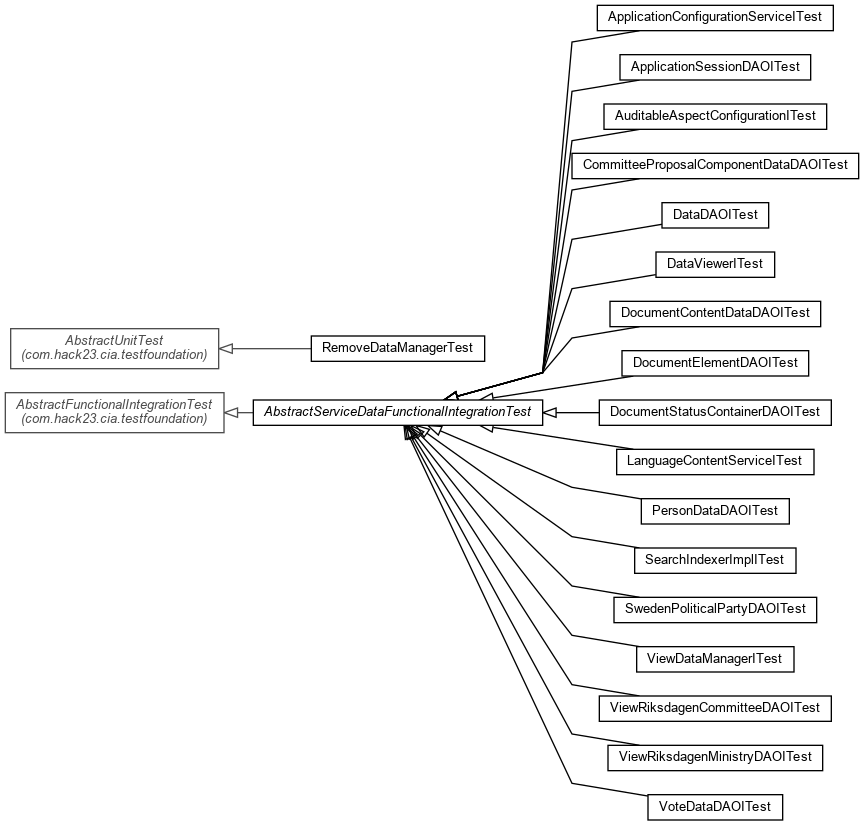 ApplicationConfigurationServiceITest
ApplicationSessionDAOITest
AuditableAspectConfigurationITest
CommitteeProposalComponentDataDAOITest
DataDAOITest
DataViewerITest
DocumentContentDataDAOITest
AbstractUnitTest
(com.hack23.cia.testfoundation)
RemoveDataManagerTest
DocumentElementDAOITest
AbstractFunctionalIntegrationTest
(com.hack23.cia.testfoundation)
AbstractServiceDataFunctionalIntegrationTest
DocumentStatusContainerDAOITest
LanguageContentServiceITest
PersonDataDAOITest
SearchIndexerImplITest
SwedenPoliticalPartyDAOITest
ViewDataManagerITest
ViewRiksdagenCommitteeDAOITest
ViewRiksdagenMinistryDAOITest
VoteDataDAOITest